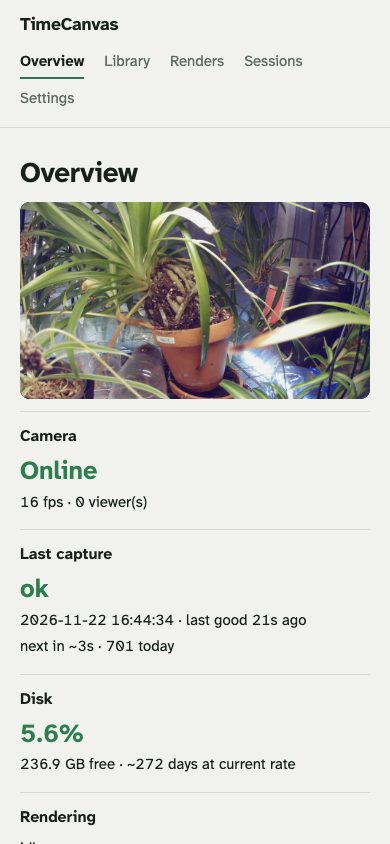 TimeCanvas
Overview Library Renders Sessions
Settings
Overview
Camera
Online
16 fps · 0 viewer(s)
Last capture
ok
2026-11-22 16:44:34 · last good 21s ago
next in ~3s · 701 today
Disk
5.6%
236.9 GB free · ~272 days at current rate
Rendering